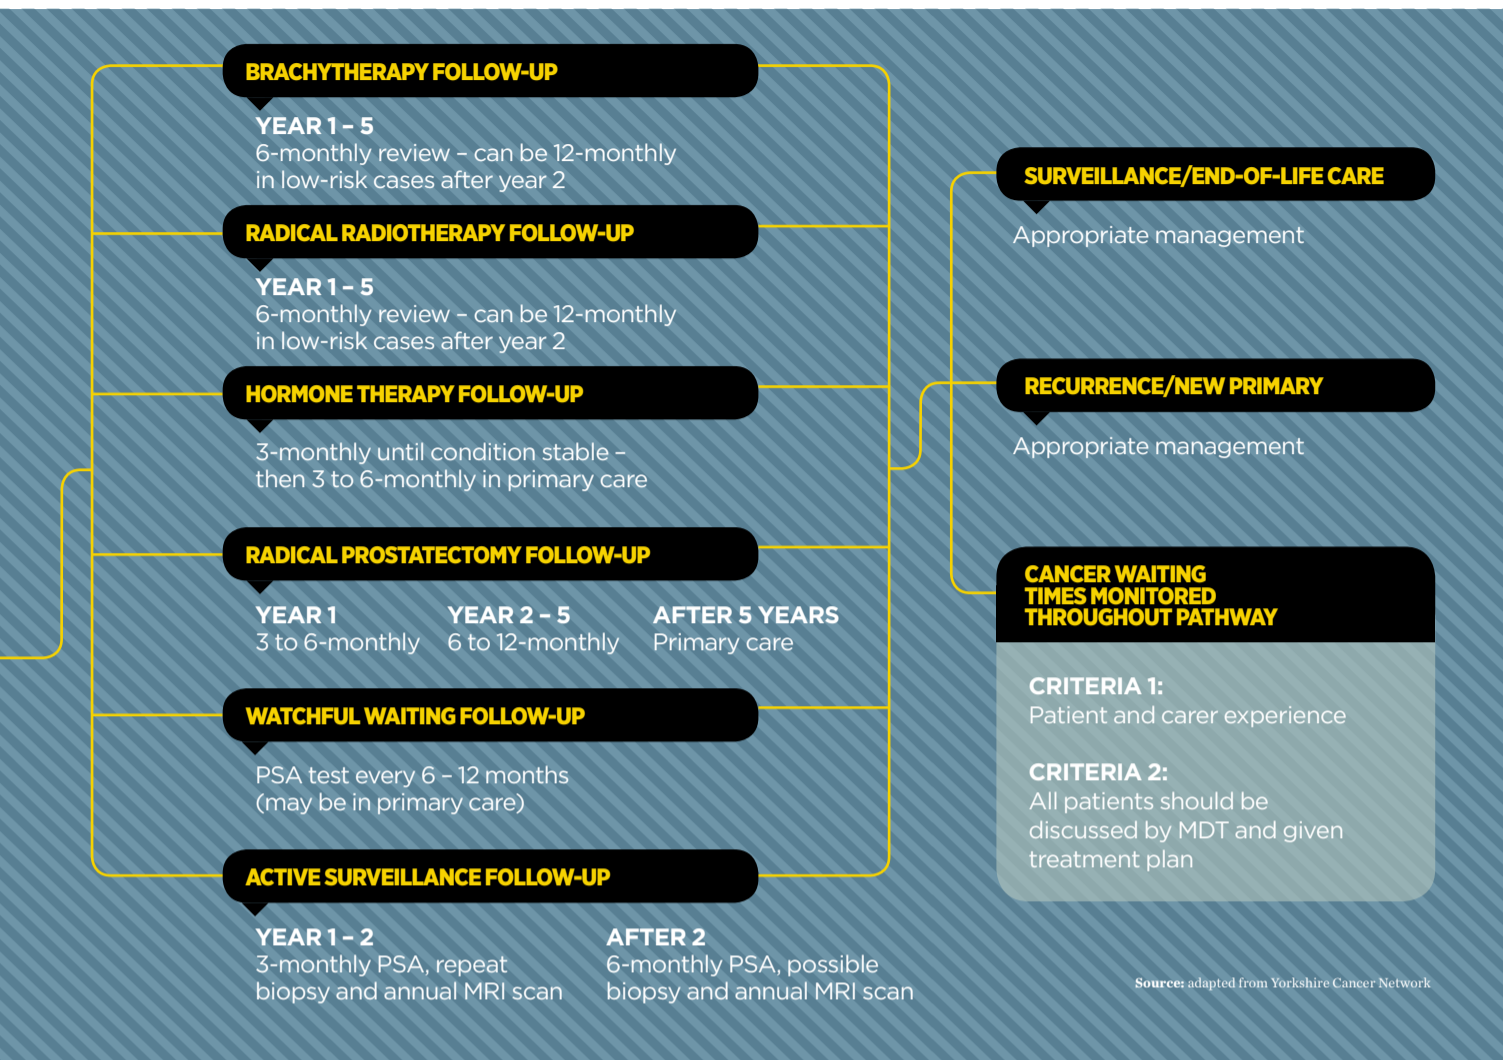 BRACHYTHERAPY FOLLOW-UP
YEAR 1 – 5
6-monthly review – can be 12-monthly
in low-risk cases after year 2
RADICAL RADIOTHERAPY FOLLOW-UP
YEAR 1 – 5
6-monthly review – can be 12-monthly
in low-risk cases after year 2
HORMONE THERAPY FOLLOW-UP
3-monthly until condition stable –
then 3 to 6-monthly in primary care
RADICAL PROSTATECTOMY FOLLOW-UP
YEAR 1
3 to 6-monthly
YEAR 2 – 5
6 to 12-monthly
AFTER 5 YEARS
Primary care
WATCHFUL WAITING FOLLOW-UP
PSA test every 6 – 12 months
(may be in primary care)
ACTIVE SURVEILLANCE FOLLOW-UP
YEAR 1 – 2
3-monthly PSA, repeat
biopsy and annual MRI scan
AFTER 2
6-monthly PSA, possible
biopsy and annual MRI scan
SURVEILLANCE/END-OF-LIFE CARE
Appropriate management
RECURRENCE/NEW PRIMARY
Appropriate management
CANCER WAITING
TIMES MONITORED
THROUGHOUT PATHWAY
CRITERIA 1:
Patient and carer experience
CRITERIA 2:
All patients should be
discussed by MDT and given
treatment plan
Source: adapted from Yorkshire Cancer Network